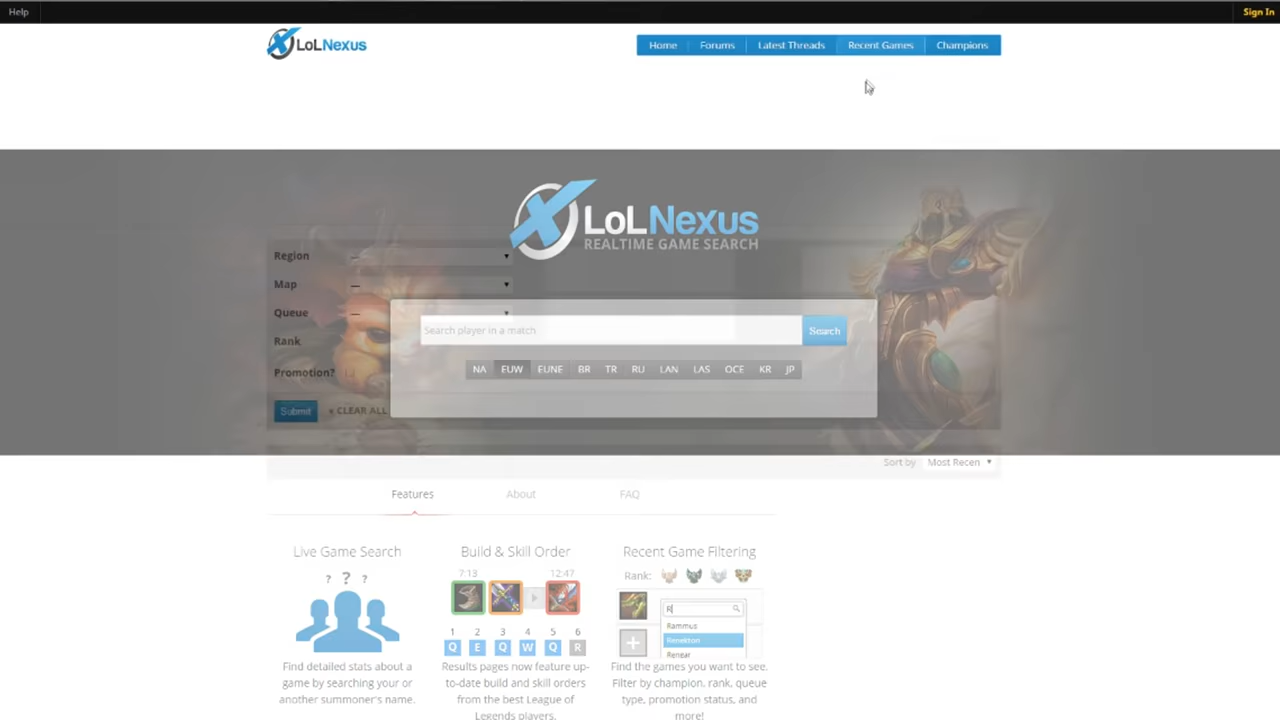 Help
Sign In
LoLNexus
Home
Forums
Latest Threads
Recent Games
Champions
LoLNexus
REALTIME GAME SEARCH
Region
—
Map
—
Queue
—
Rank
Promotion?
Submit
× CLEAR ALL
Search player in a match
Search
NA EUW EUNE BR TR RU LAN LAS OCE KR JP
Sort by Most Recen
Features
About
FAQ
Live Game Search
? ? ?
Find detailed stats about a
game by searching your or
another summoner's name.
Build & Skill Order
7:13 12:47
1 2 3 4 5 6
Q E Q W Q R
Results pages now feature up-
to-date build and skill orders
from the best League of
Legends players.
Recent Game Filtering
Rank:
R
Rammus
Renekton
Rengar
Find the games you want to see.
Filter by champion, rank, queue
type, promotion status, and
more!